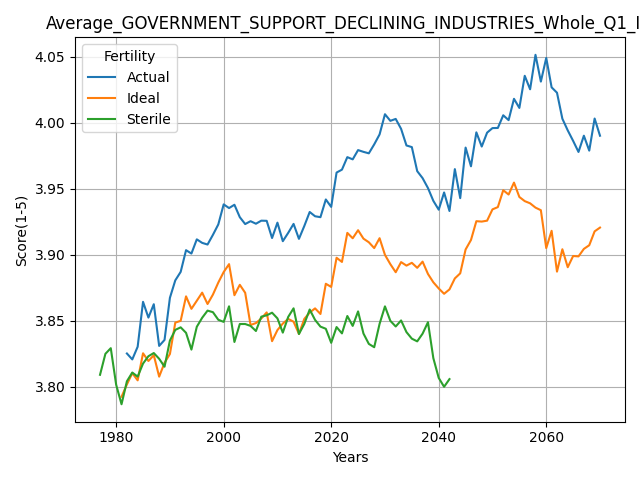 Average_GOVERNMENT_SUPPORT_DECLINING_INDUSTRIES_Whole_Q1_I
Fertility
Actual
Ideal
Sterile
Score(1-5)
4.05
4.00
3.95
3.90
3.85
3.80
1980 2000 2020 2040 2060
Years